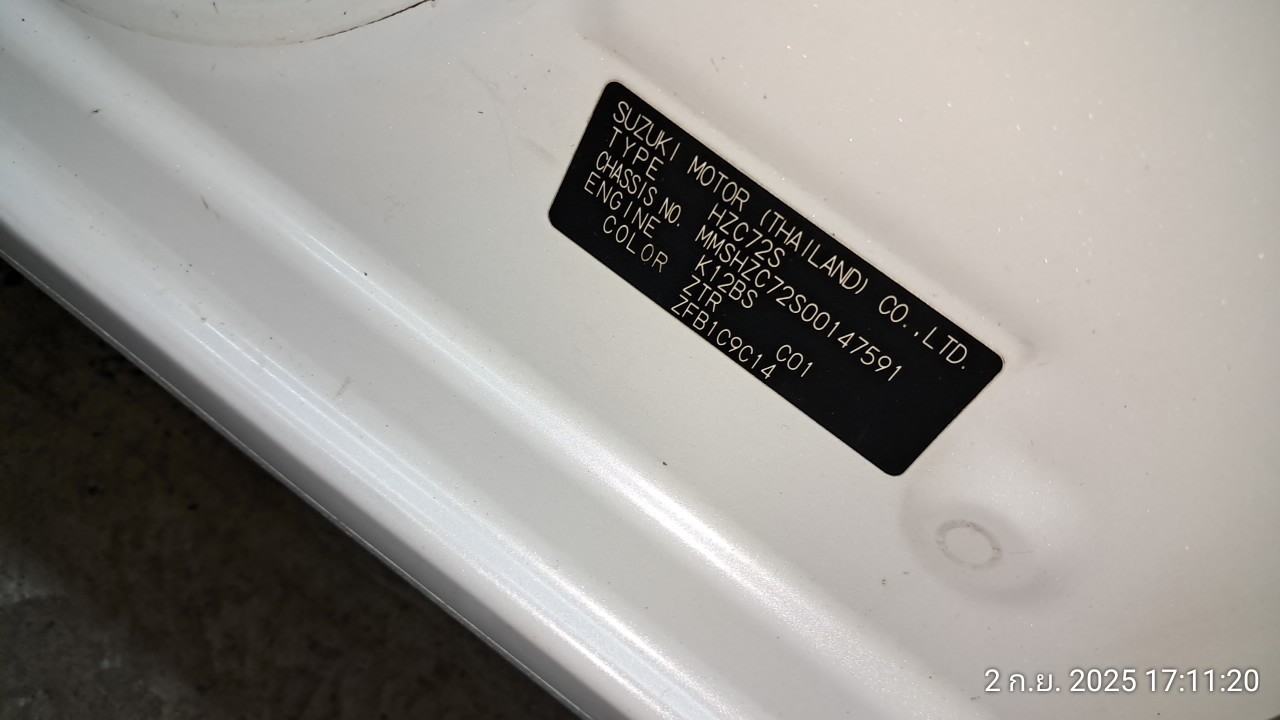 SUZUKI MOTOR (THAILAND) CO.,LTD.
TYPE HZC72S
CHASSIS NO. MMSHZC72S00147591
ENGINE K12BS
COLOR ZTR C01
ZFB1C9C14
2 ก.ย. 2025 17:11:20